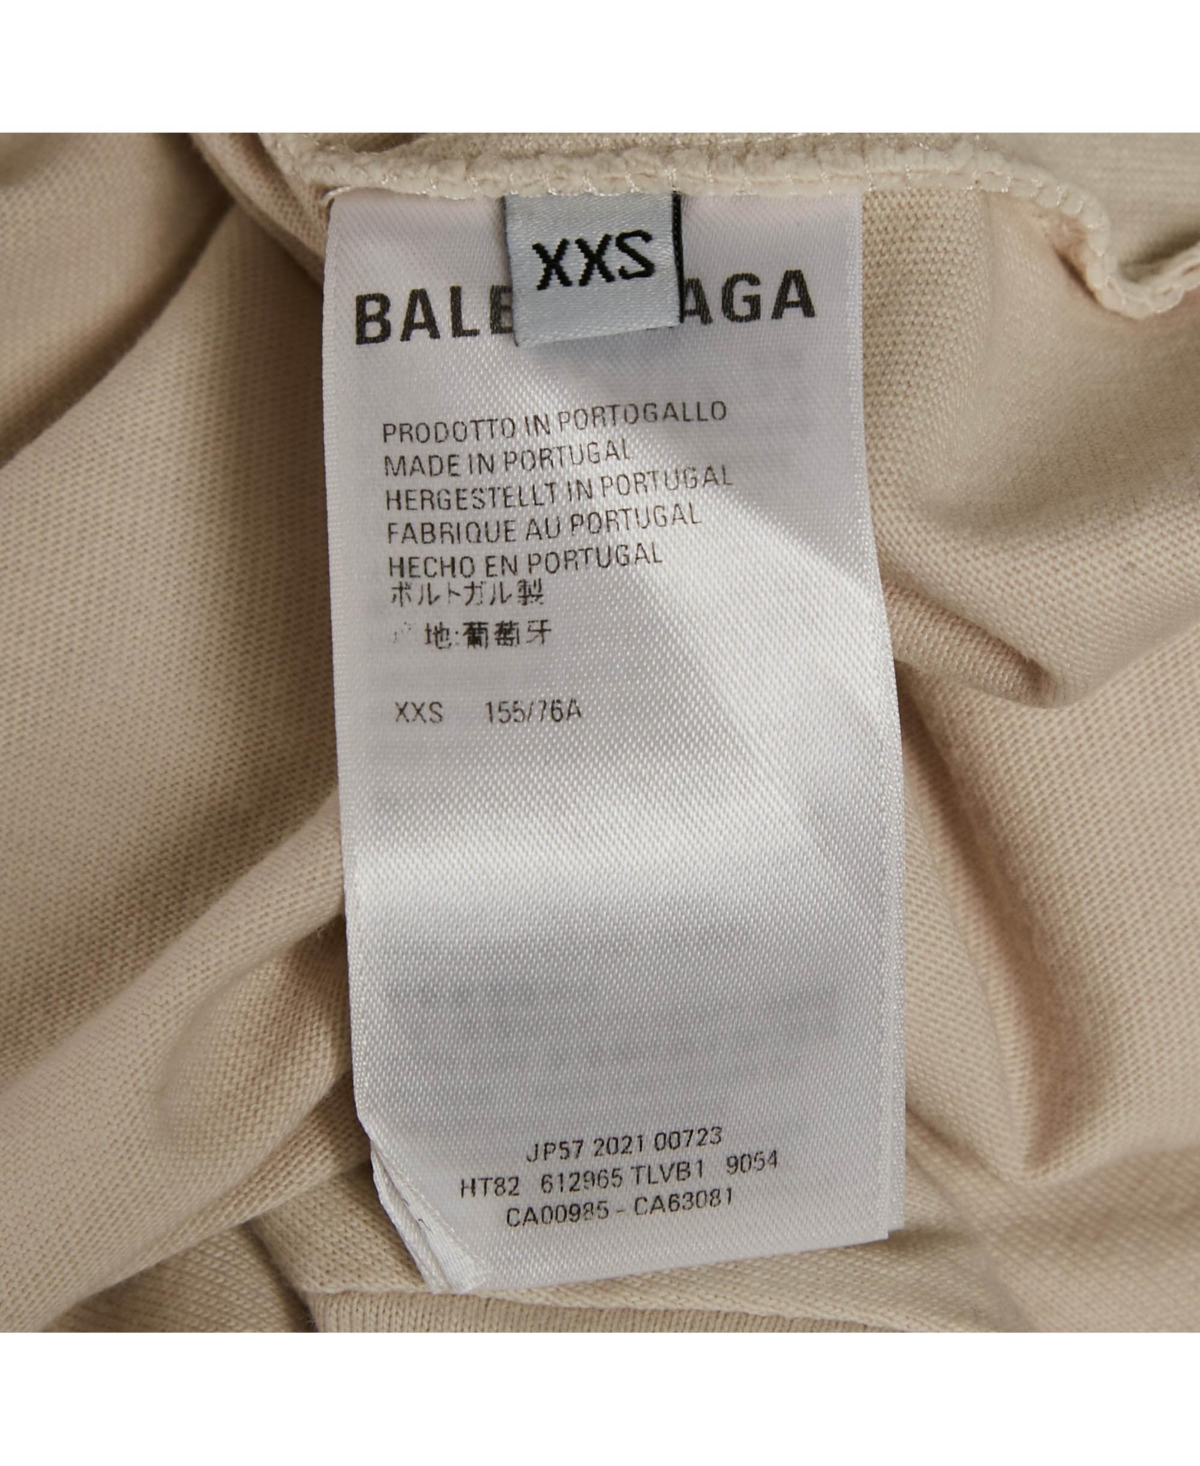 XXS
BALE AGA
PRODOTTO IN PORTOGALLO
MADE IN PORTUGAL
HERGESTELLT IN PORTUGAL
FABRIQUE AU PORTUGAL
HECHO EN PORTUGAL
ポルトガル製
地:葡萄牙
XXS 155/76A
JP57 2021 00723
HT82 612965 TLVB1 9054
CA00985 - CA63081